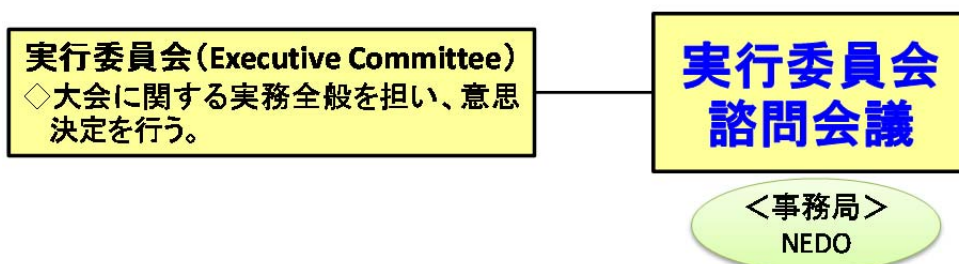 実行委員会(Executive Committee)
◇大会に関する実務全般を担い、意思
決定を行う。
実行委員会
諮問会議
＜事務局＞
NEDO